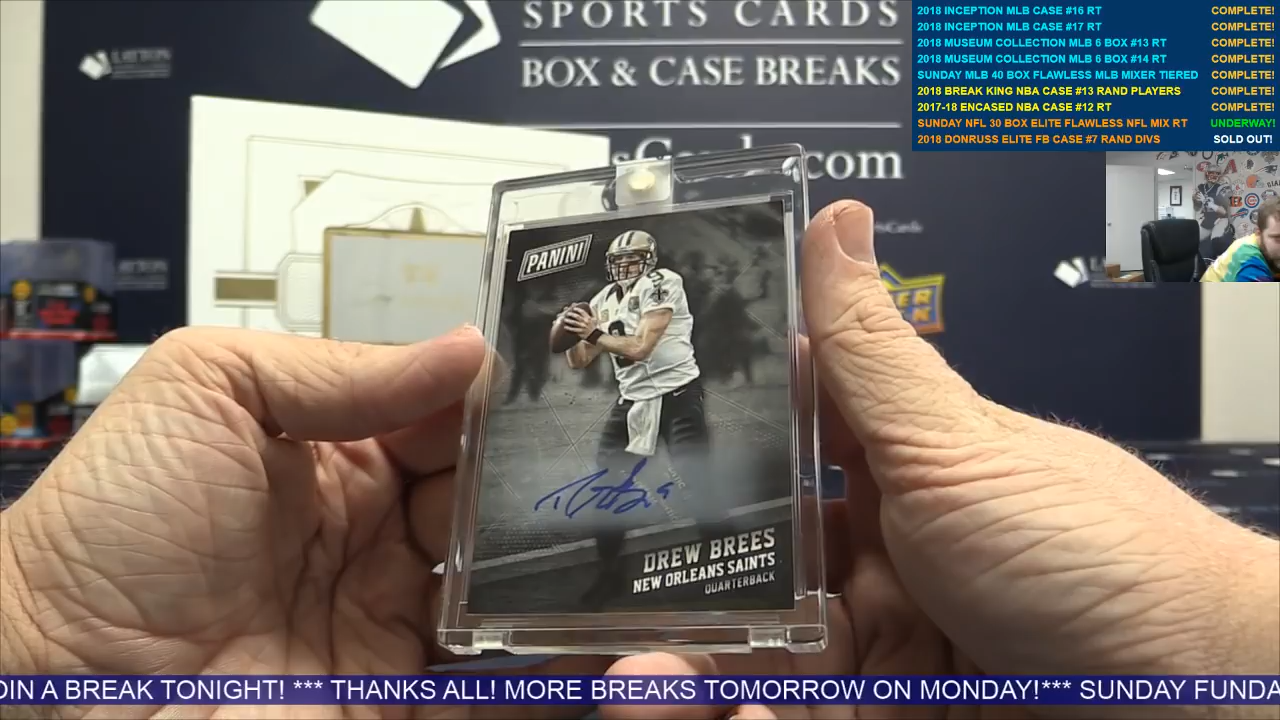 SPORTS CARDS
BOX & CASE BREAKS
sCards.com
LAYTON
PANINI
DREW BREES
NEW ORLEANS SAINTS
QUARTERBACK
2018 INCEPTION MLB CASE #16 RT COMPLETE!
2018 INCEPTION MLB CASE #17 RT COMPLETE!
2018 MUSEUM COLLECTION MLB 6 BOX #13 RT COMPLETE!
2018 MUSEUM COLLECTION MLB 6 BOX #14 RT COMPLETE!
SUNDAY MLB 40 BOX FLAWLESS MLB MIXER TIERED COMPLETE!
2018 BREAK KING NBA CASE #13 RAND PLAYERS COMPLETE!
2017-18 ENCASED NBA CASE #12 RT COMPLETE!
SUNDAY NFL 30 BOX ELITE FLAWLESS NFL MIX RT UNDERWAY!
2018 DONRUSS ELITE FB CASE #7 RAND DIVS SOLD OUT!
OIN A BREAK TONIGHT! *** THANKS ALL! MORE BREAKS TOMORROW ON MONDAY!*** SUNDAY FUNDA